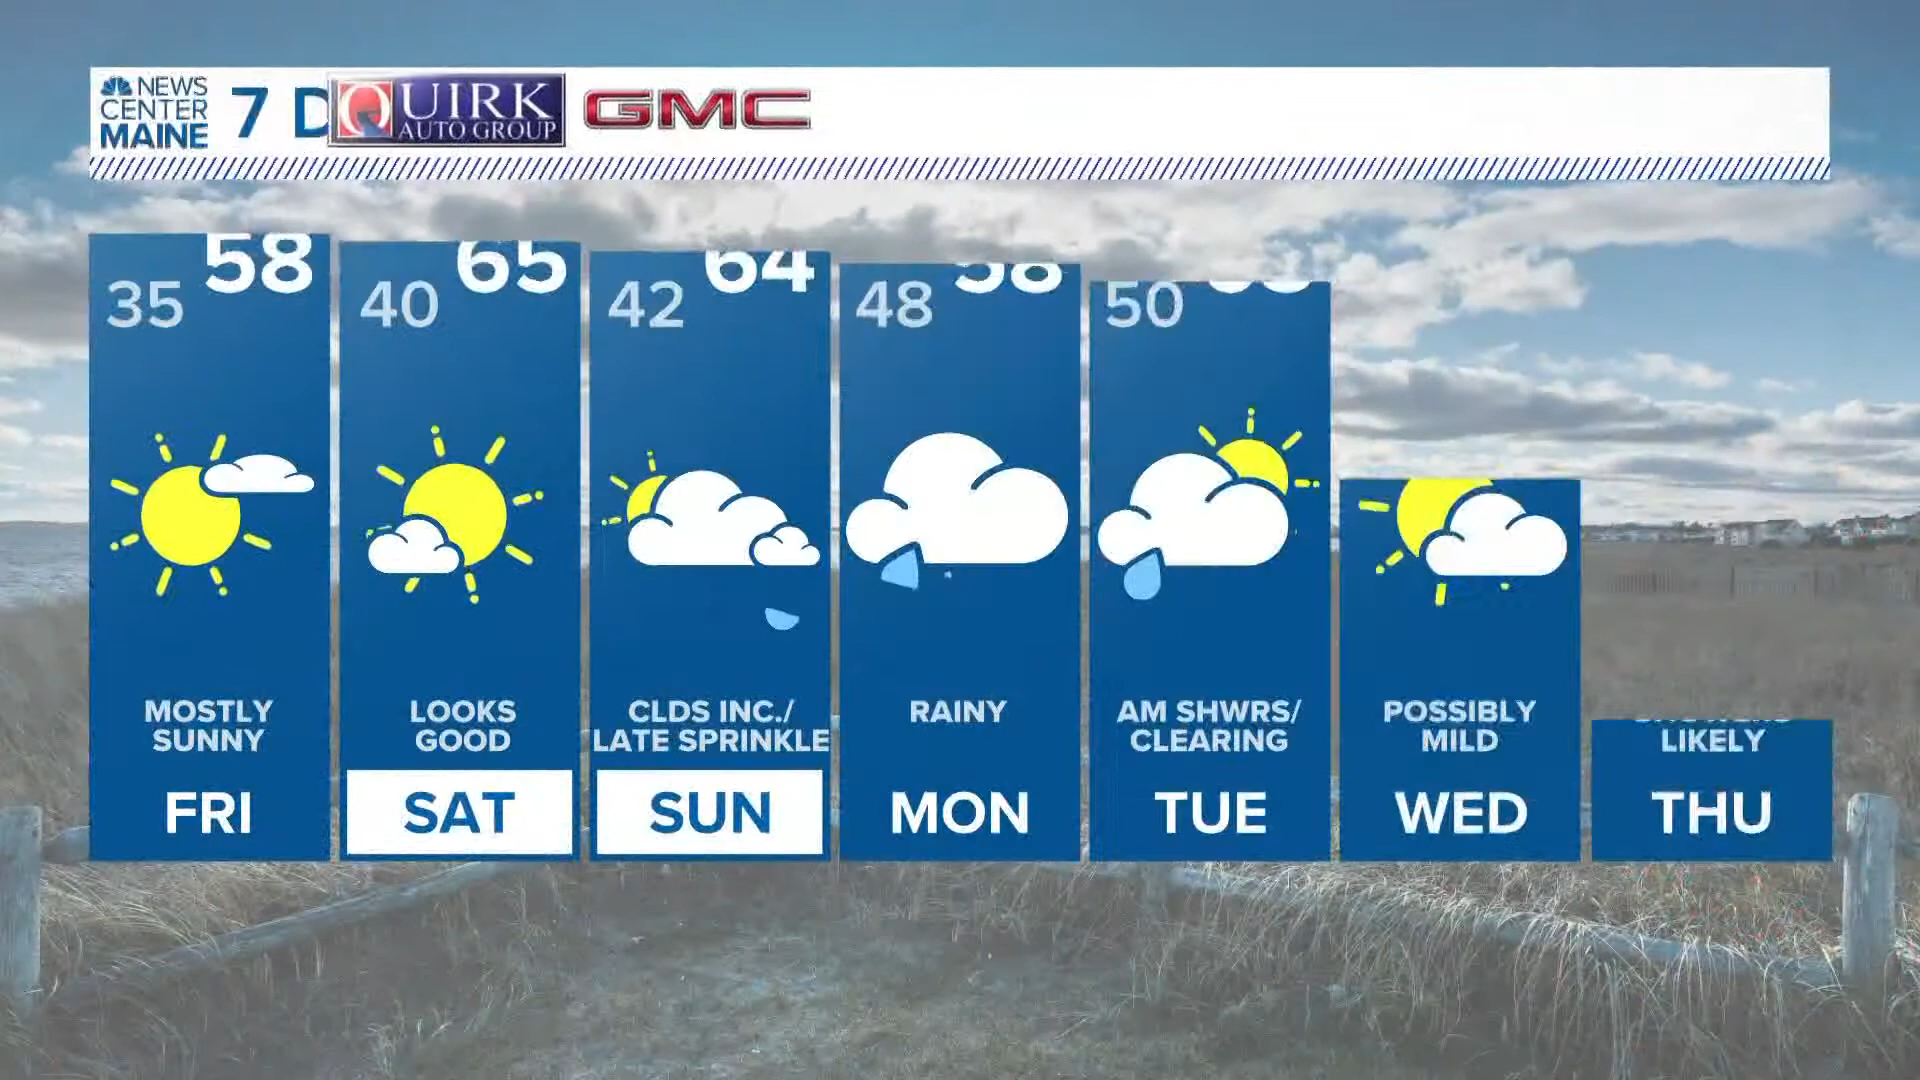 NEWS
CENTER
MAINE
7 D
QUIRK
AUTO GROUP
GMC
35 58
40 65
42 64
48 58
50
MOSTLY
SUNNY
LOOKS
GOOD
CLDS INC./
LATE SPRINKLE
RAINY
AM SHWRS/
CLEARING
POSSIBLY
MILD
LIKELY
FRI
SAT
SUN
MON
TUE
WED
THU